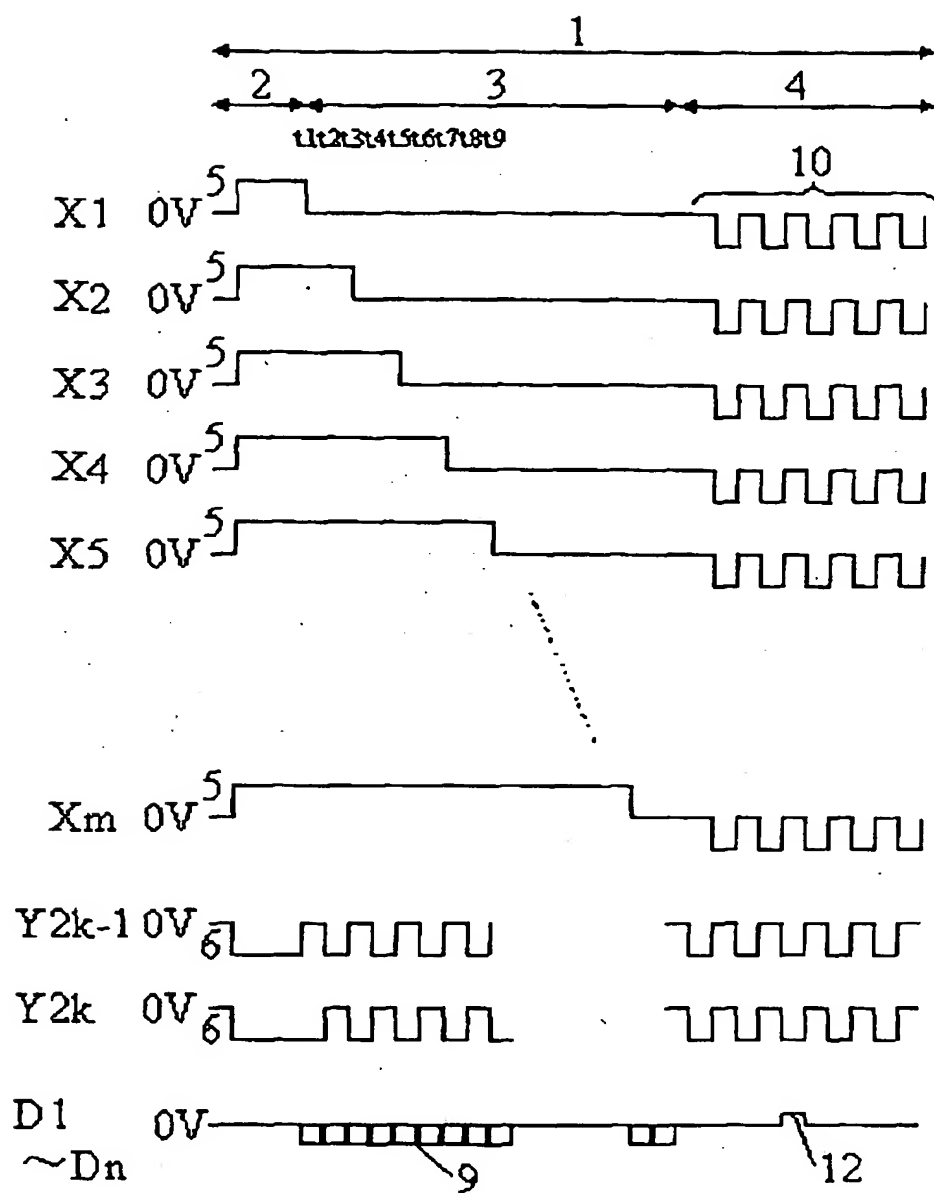 1
2 3 4
t1t2t3t4t5t6t7t8t9
10
X1 0V 5
X2 0V 5
X3 0V 5
X4 0V 5
X5 0V 5
Xm 0V 5
Y2k-1 0V 6
Y2k 0V 6
D1 0V
~Dn 9 12